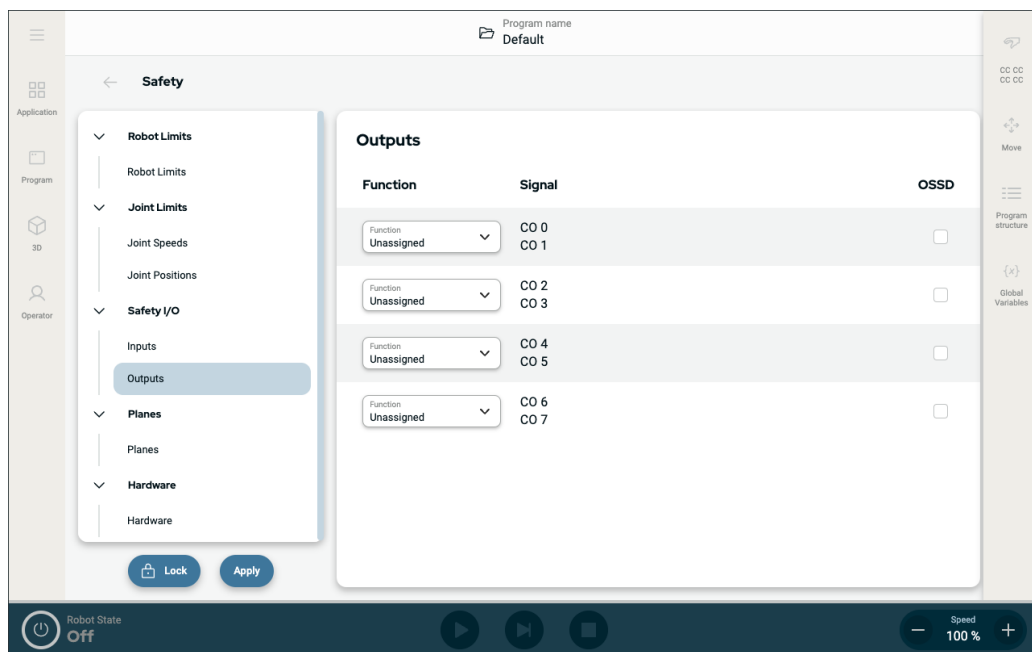 Program name
Default
Safety
Application
Program
3D
Operator
Robot Limits
Robot Limits
Joint Limits
Joint Speeds
Joint Positions
Safety I/O
Inputs
Outputs
Planes
Planes
Hardware
Hardware
Lock
Apply
Outputs
Function
Signal
OSSD
Function
Unassigned
CO 0
CO 1
Function
Unassigned
CO 2
CO 3
Function
Unassigned
CO 4
CO 5
Function
Unassigned
CO 6
CO 7
CC CC
CC CC
Move
Program
structure
{x}
Global
Variables
Robot State
Off
Speed
100 %